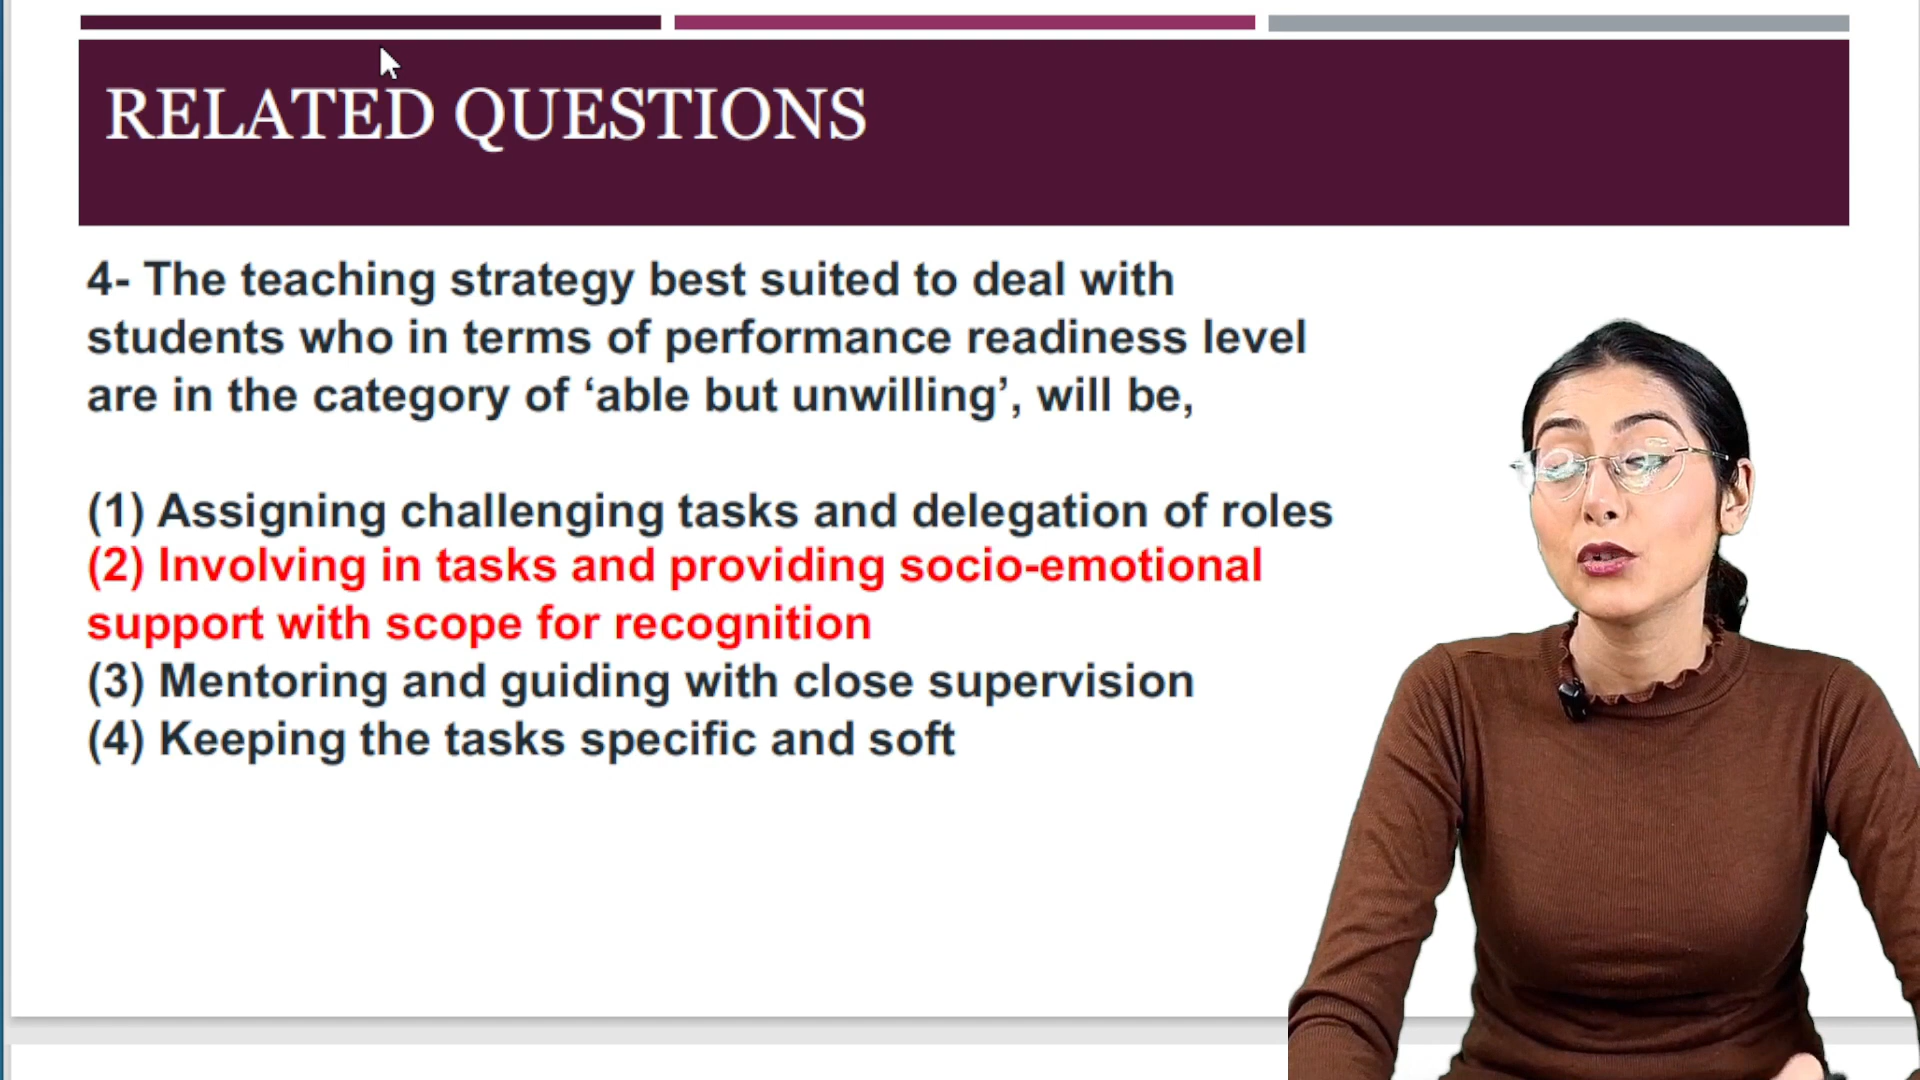 RELATED QUESTIONS
4- The teaching strategy best suited to deal with
students who in terms of performance readiness level
are in the category of ‘able but unwilling’, will be,
(1) Assigning challenging tasks and delegation of roles
(2) Involving in tasks and providing socio-emotional
support with scope for recognition
(3) Mentoring and guiding with close supervision
(4) Keeping the tasks specific and soft